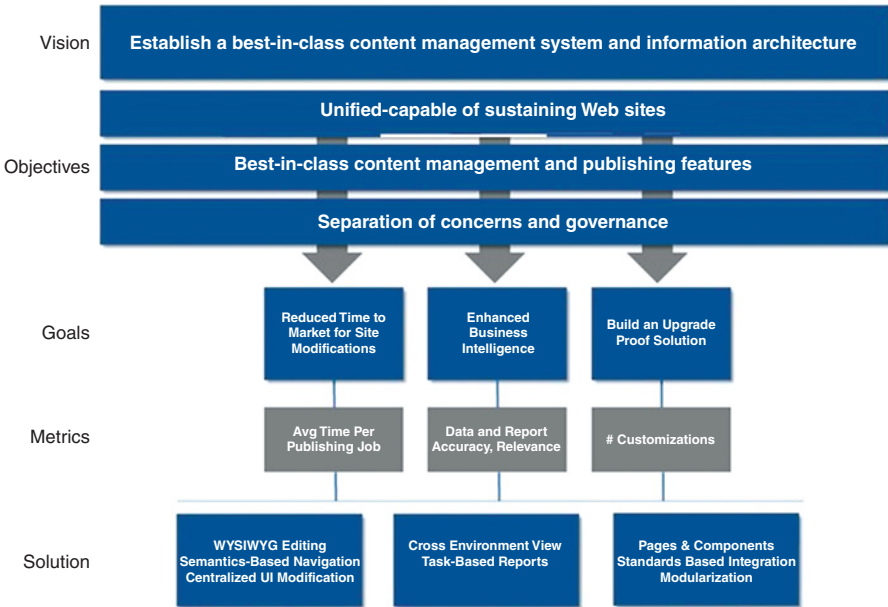 Vision
Establish a best-in-class content management system and information architecture
Unified-capable of sustaining Web sites
Objectives
Best-in-class content management and publishing features
Separation of concerns and governance
Goals
Reduced Time to
Market for Site
Modifications
Enhanced
Business
Intelligence
Build an Upgrade
Proof Solution
Metrics
Avg Time Per
Publishing Job
Data and Report
Accuracy, Relevance
# Customizations
Solution
WYSIWYG Editing
Semantics-Based Navigation
Centralized UI Modification
Cross Environment View
Task-Based Reports
Pages & Components
Standards Based Integration
Modularization